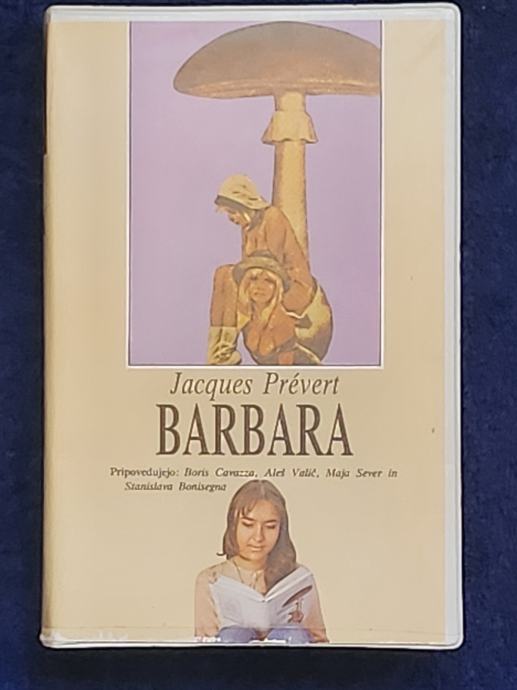 Jacques Prévert
BARBARA
Pripovedujejo: Boris Cavazza, Aleš Valič, Maja Sever in
Stanislava Bonisegna